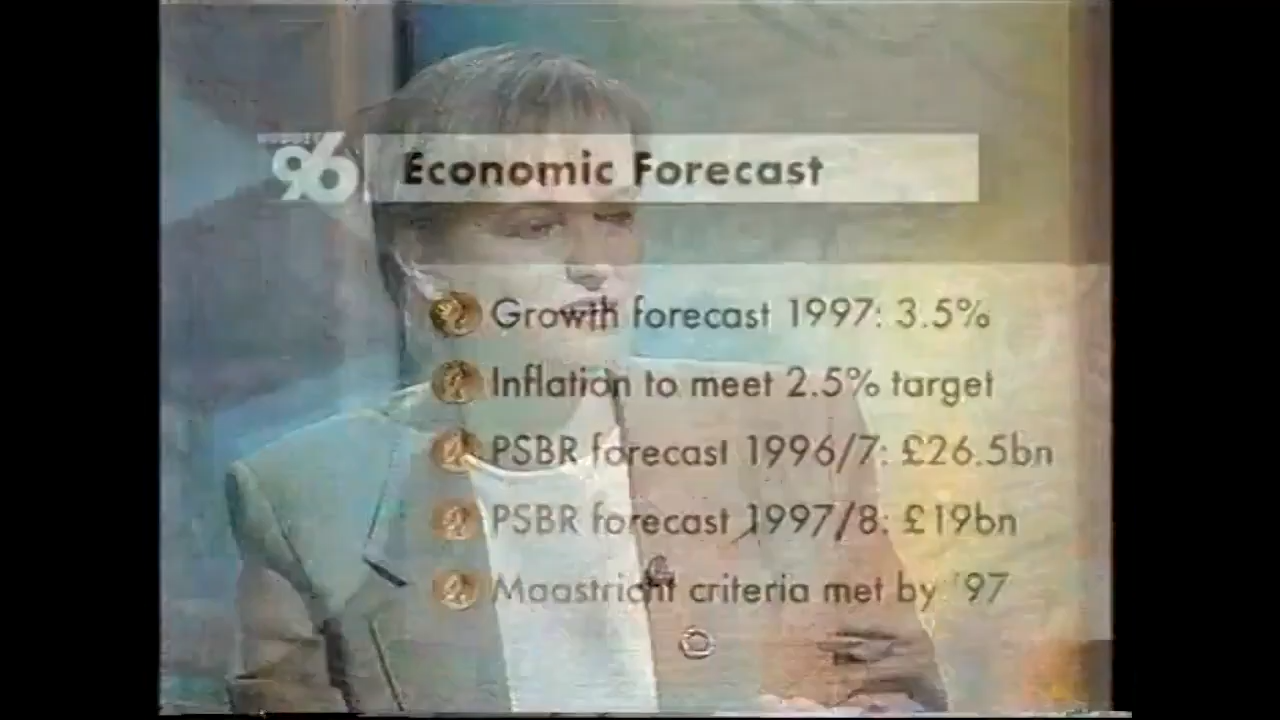 BUDGET
96
Economic Forecast
Growth forecast 1997: 3.5%
Inflation to meet 2.5% target
PSBR forecast 1996/7: £26.5bn
PSBR forecast 1997/8: £19bn
Maastricht criteria met by '97